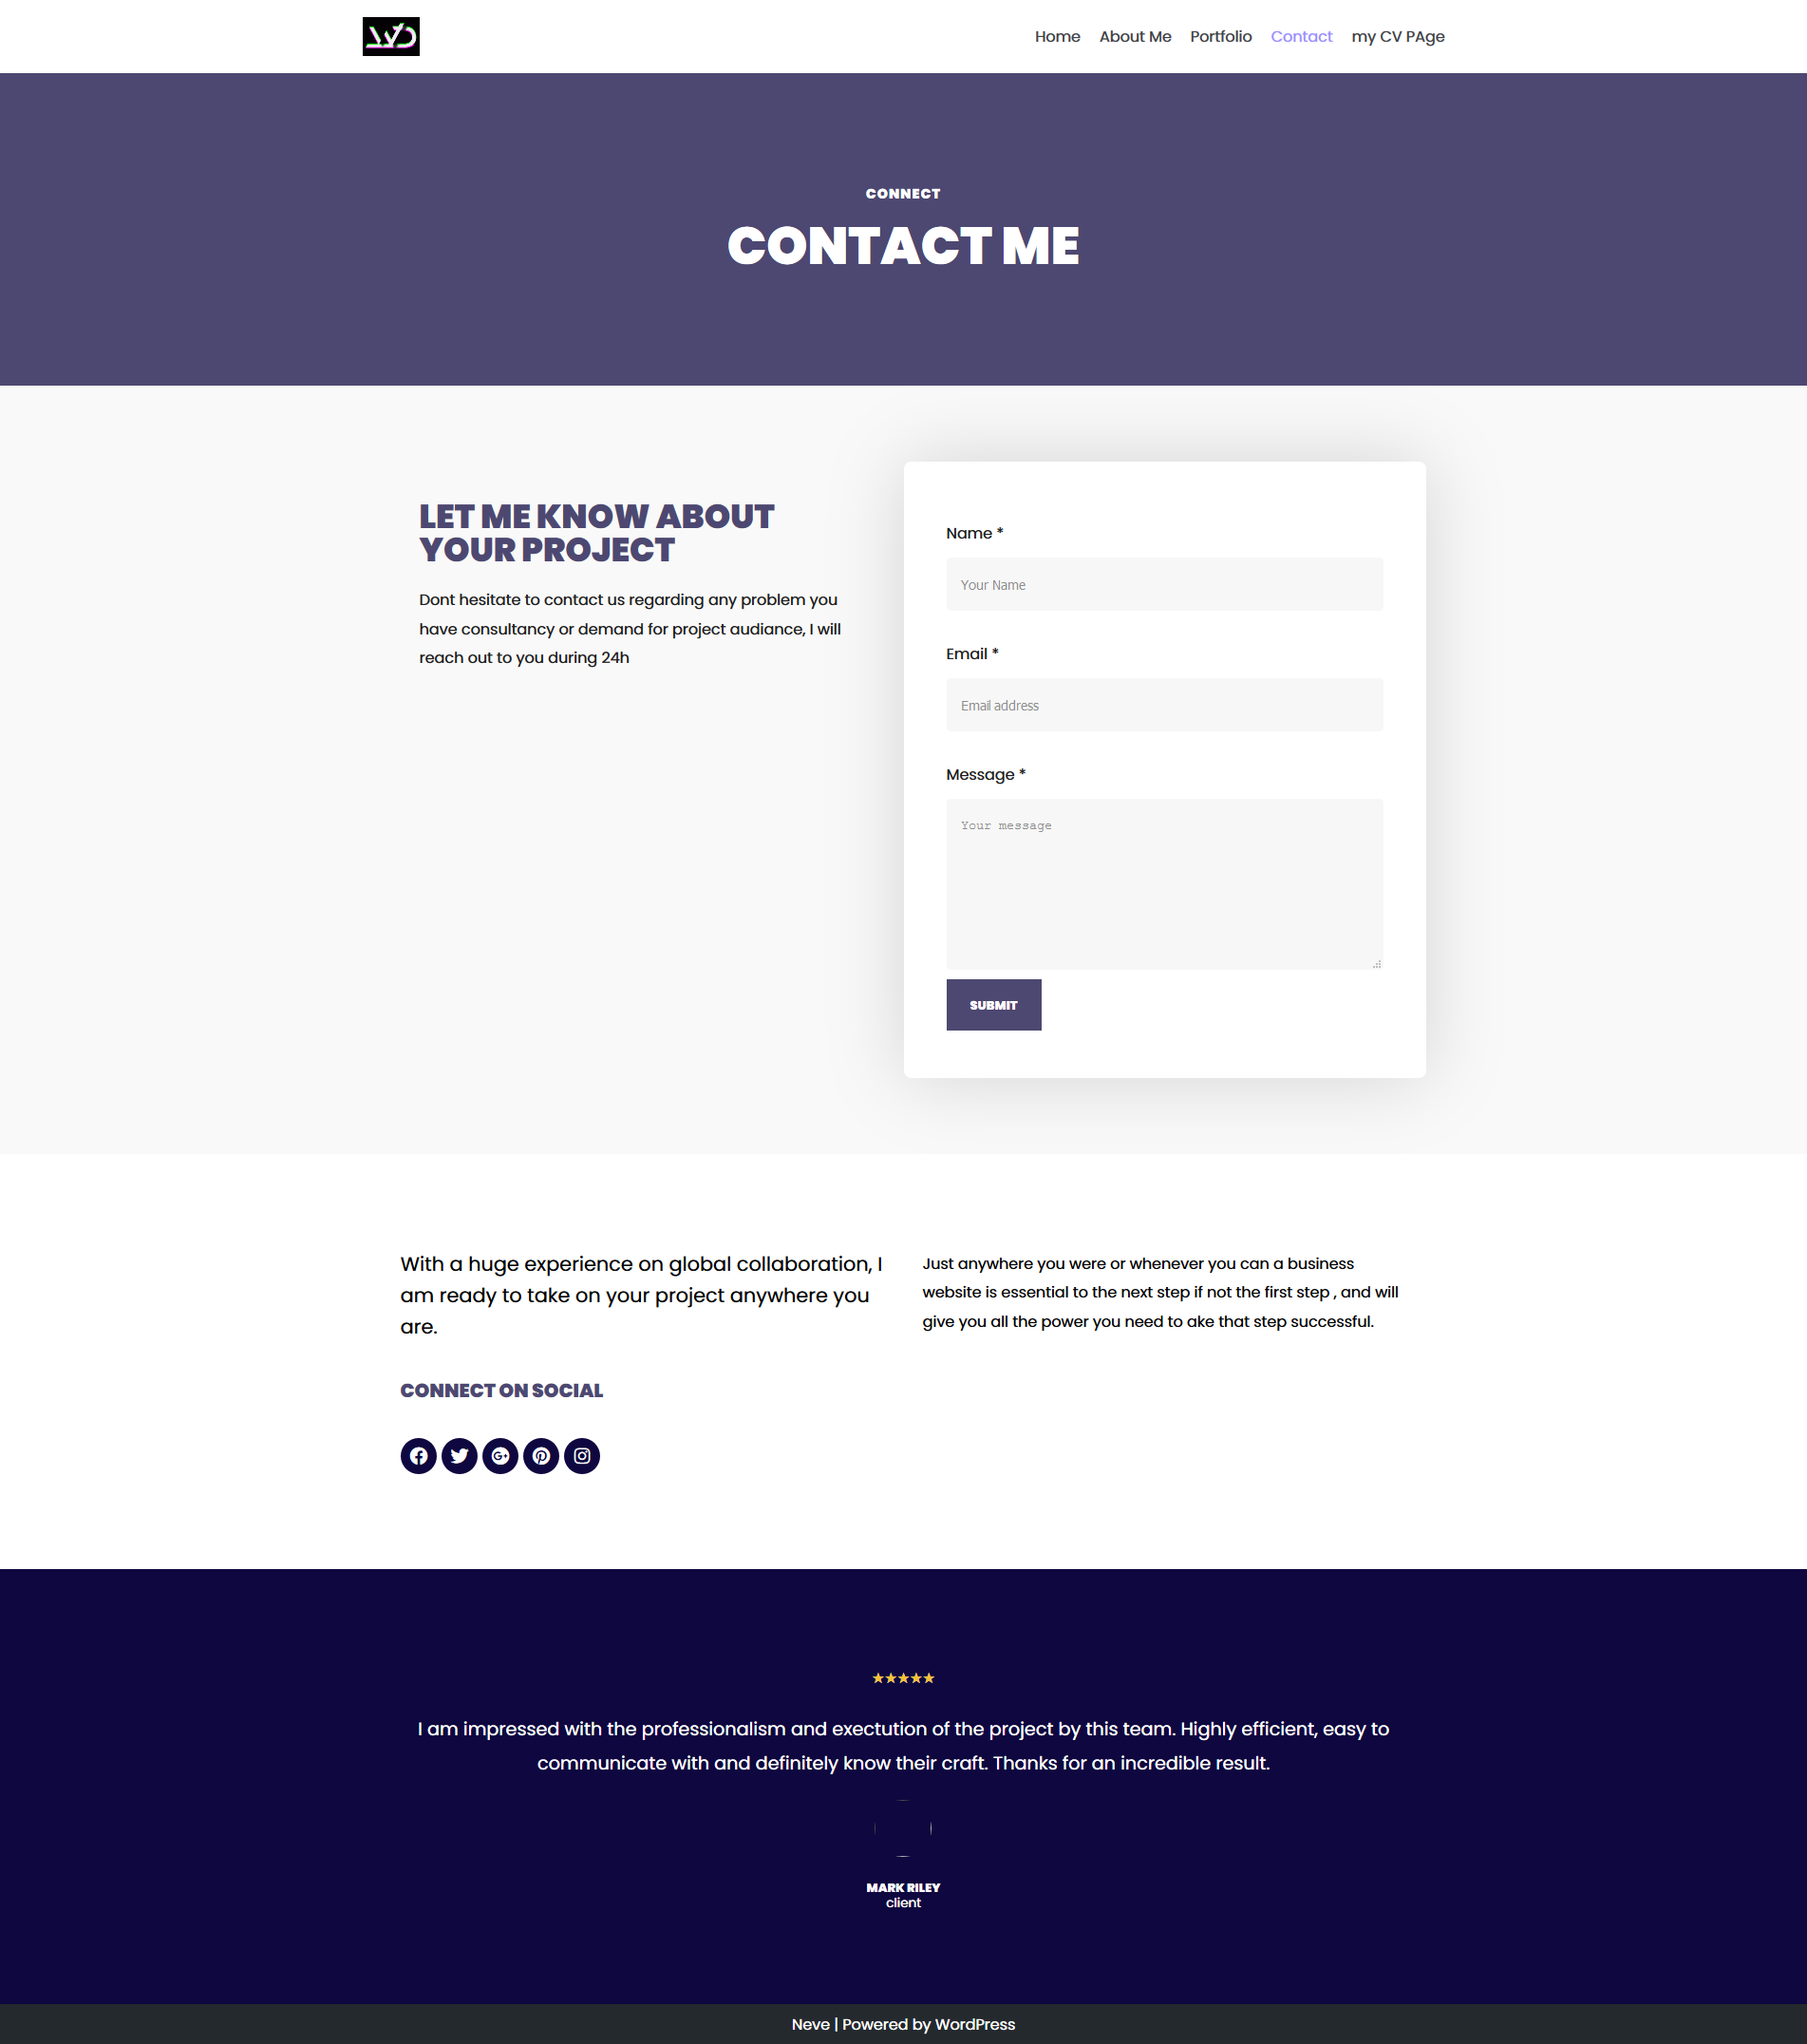 WD
Home About Me Portfolio Contact my CV PAge
CONNECT
CONTACT ME
LET ME KNOW ABOUT
YOUR PROJECT
Dont hesitate to contact us regarding any problem you
have consultancy or demand for project audiance, I will
reach out to you during 24h
Name *
Your Name
Email *
Email address
Message *
Your message
SUBMIT
With a huge experience on global collaboration, I
am ready to take on your project anywhere you
are.
CONNECT ON SOCIAL
Just anywhere you were or whenever you can a business
website is essential to the next step if not the first step , and will
give you all the power you need to ake that step successful.
★★★★★
I am impressed with the professionalism and exectution of the project by this team. Highly efficient, easy to
communicate with and definitely know their craft. Thanks for an incredible result.
MARK RILEY
client
Neve | Powered by WordPress